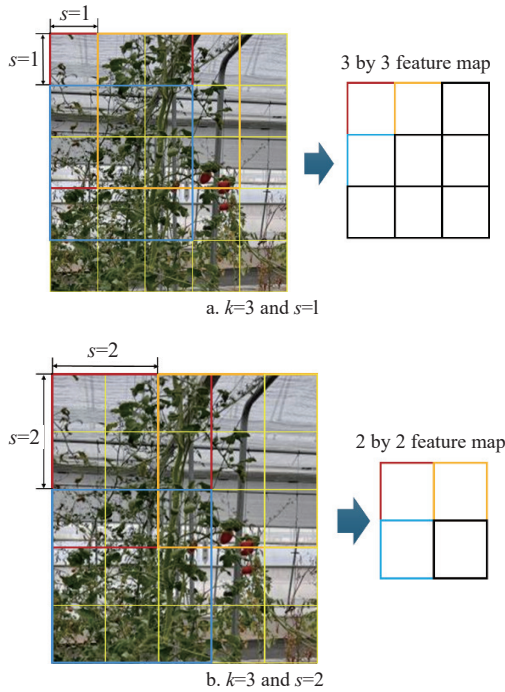 s=1
s=1
3 by 3 feature map
a. k=3 and s=1
s=2
s=2
2 by 2 feature map
b. k=3 and s=2